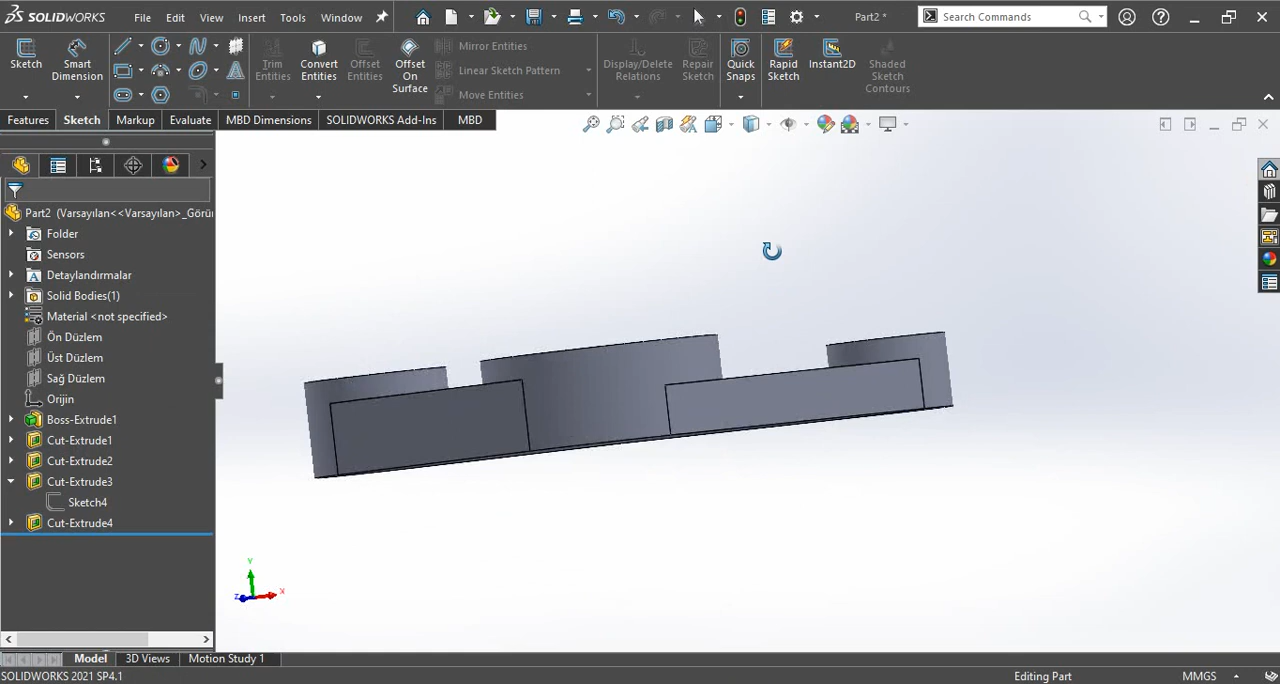 SOLIDWORKS File Edit View Insert Tools Window Part2 * Search Commands
Sketch Smart Dimension Trim Entities Convert Entities Offset Entities Offset On Surface Mirror Entities Linear Sketch Pattern Move Entities Display/Delete Relations Repair Sketch Quick Snaps Rapid Sketch Instant2D Shaded Sketch Contours
Features Sketch Markup Evaluate MBD Dimensions SOLIDWORKS Add-Ins MBD
Part2 (Varsayılan<<Varsayılan>_Görü
Folder
Sensors
Detaylandırmalar
Solid Bodies(1)
Material <not specified>
Ön Düzlem
Üst Düzlem
Sağ Düzlem
Orijin
Boss-Extrude1
Cut-Extrude1
Cut-Extrude2
Cut-Extrude3
Sketch4
Cut-Extrude4
Y
Z X
Model 3D Views Motion Study 1
SOLIDWORKS 2021 SP4.1 Editing Part MMGS